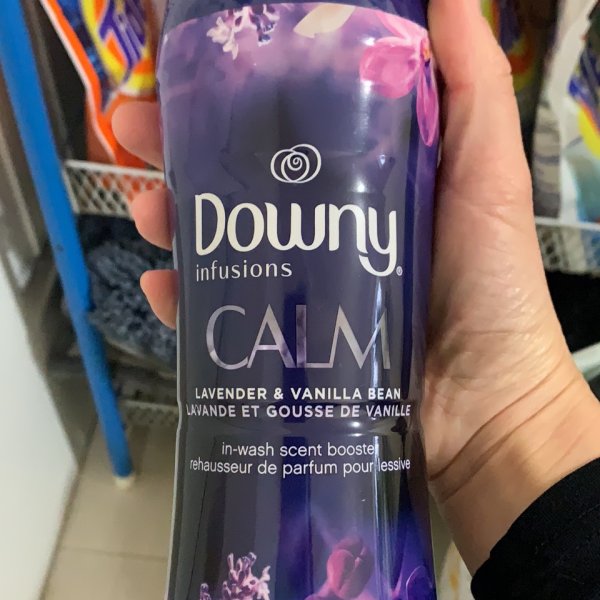 Downy
infusions
CALM
LAVENDER & VANILLA BEAN
LAVANDE ET GOUSSE DE VANILLE
in-wash scent booster
rehausseur de parfum pour lessive